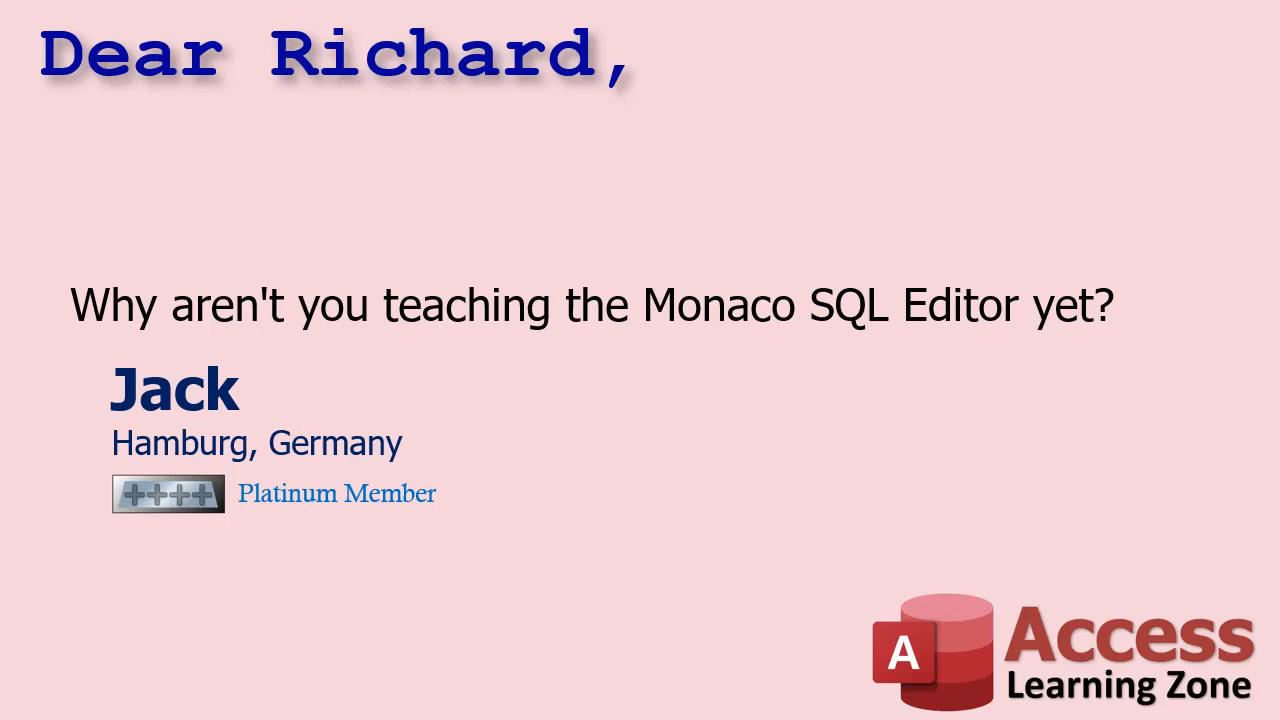 Dear Richard,
Why aren't you teaching the Monaco SQL Editor yet?
Jack
Hamburg, Germany
++++ Platinum Member
A Access
Learning Zone